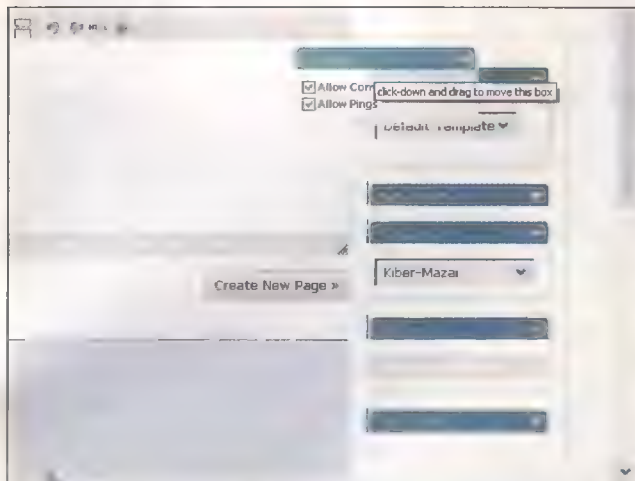 Allow Com
click-down and drag to move this box
Allow Pings
Default Template
Kiber-Mazai
Create New Page »